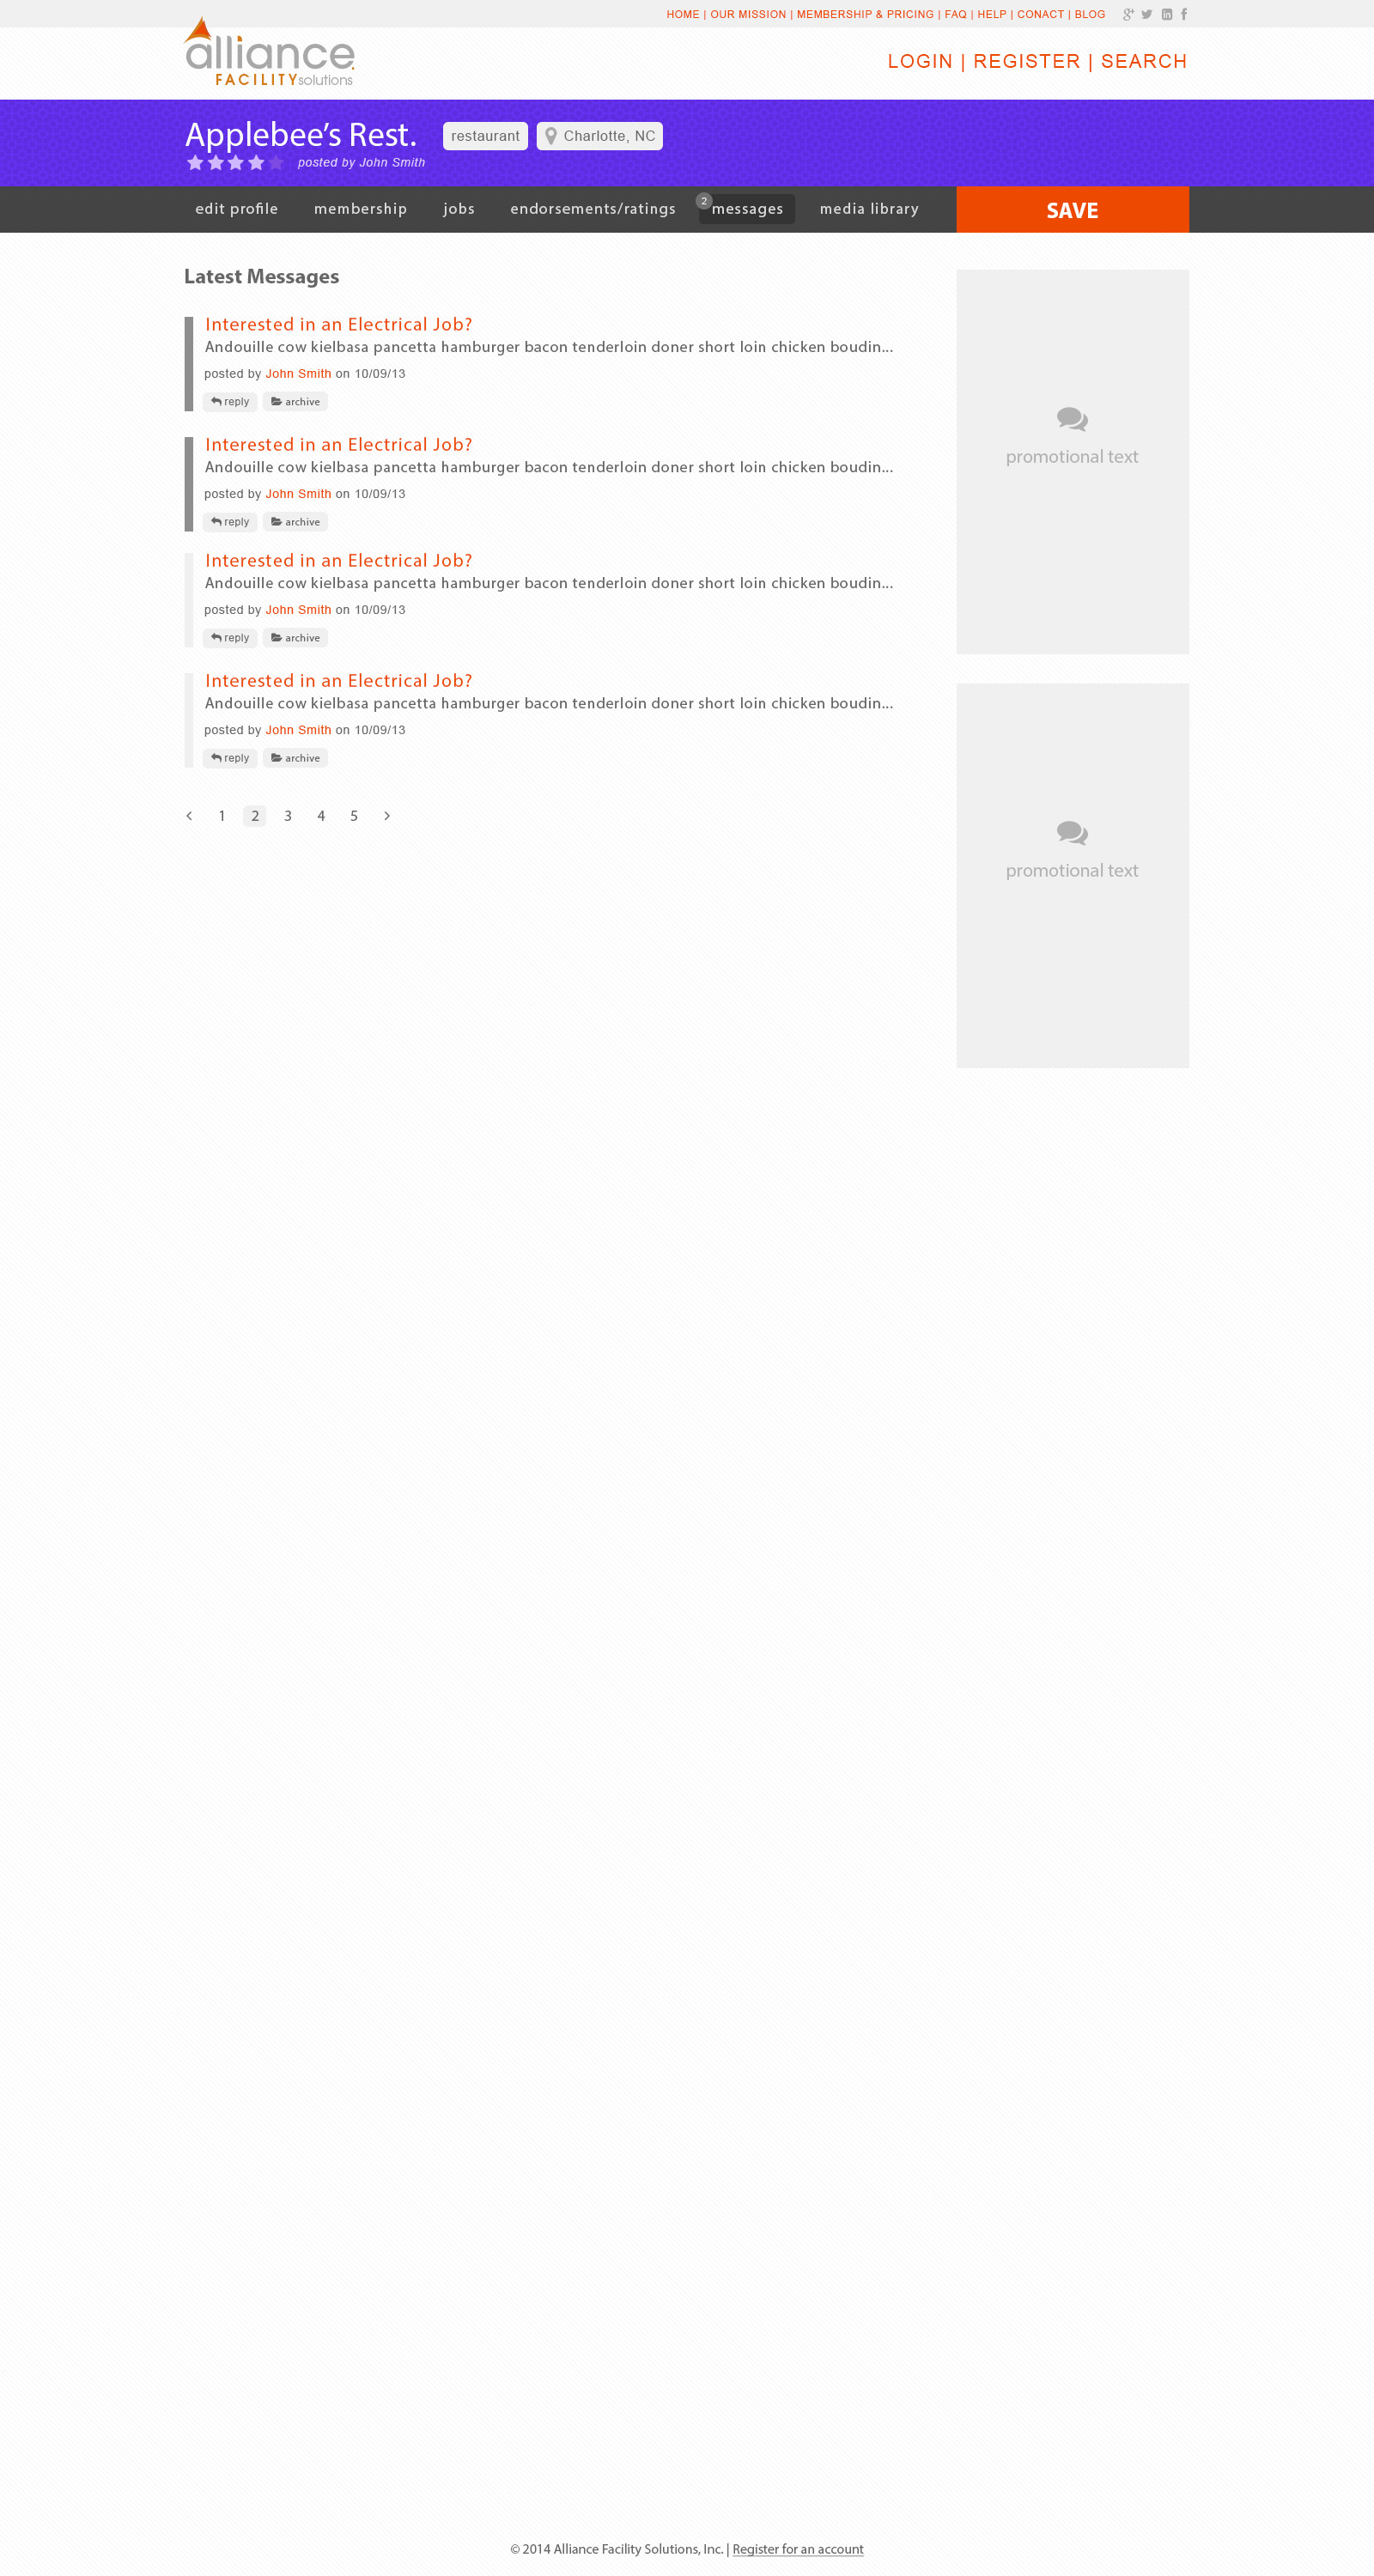 HOME | OUR MISSION | MEMBERSHIP & PRICING | FAQ | HELP | CONACT | BLOG
alliance
FACILITYsolutions
LOGIN | REGISTER | SEARCH
Applebee’s Rest.
restaurant
Charlotte, NC
posted by John Smith
edit profile
membership
jobs
endorsements/ratings
2
messages
media library
SAVE
Latest Messages
Interested in an Electrical Job?
Andouille cow kielbasa pancetta hamburger bacon tenderloin doner short loin chicken boudin...
posted by John Smith on 10/09/13
reply archive
Interested in an Electrical Job?
Andouille cow kielbasa pancetta hamburger bacon tenderloin doner short loin chicken boudin...
posted by John Smith on 10/09/13
reply archive
Interested in an Electrical Job?
Andouille cow kielbasa pancetta hamburger bacon tenderloin doner short loin chicken boudin...
posted by John Smith on 10/09/13
reply archive
Interested in an Electrical Job?
Andouille cow kielbasa pancetta hamburger bacon tenderloin doner short loin chicken boudin...
posted by John Smith on 10/09/13
reply archive
1 2 3 4 5
promotional text
promotional text
© 2014 Alliance Facility Solutions, Inc. | Register for an account